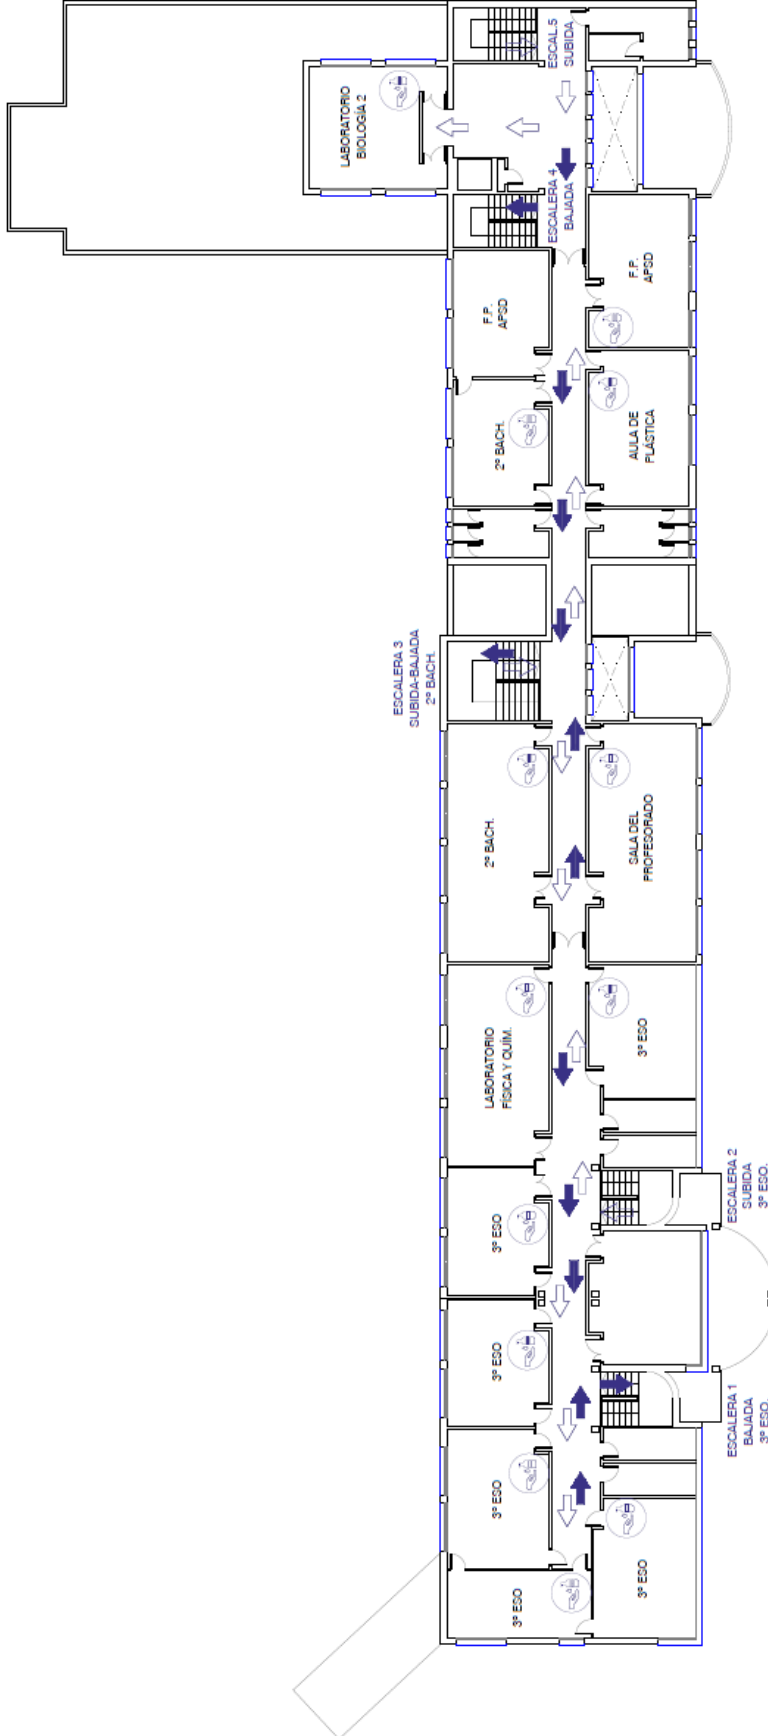 ESCAL.5
SUBIDA
LABORATORIO
BIOLOGÍA 2
ESCALERA 4
BAJADA
F.P.
APSD
F.P.
APSD
2º BACH.
AULA DE
PLÁSTICA
ESCALERA 3
SUBIDA-BAJADA
2º BACH.
2º BACH.
SALA DEL
PROFESORADO
LABORATORIO
FÍSICA Y QUÍM.
3º ESO
ESCALERA 2
SUBIDA
3º ESO.
3º ESO
3º ESO
ESCALERA 1
BAJADA
3º ESO.
3º ESO
3º ESO
3º ESO